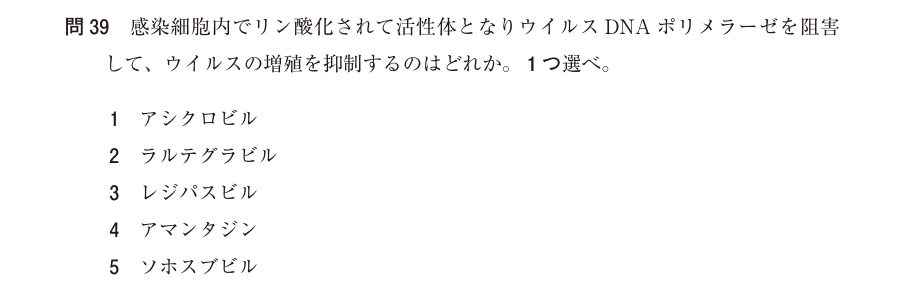 問 39 感染細胞内でリン酸化されて活性体となりウイルス DNA ポリメラーゼを阻害
して、ウイルスの増殖を抑制するのはどれか。1つ選べ。
1 アシクロビル
2 ラルテグラビル
3 レジパスビル
4 アマンタジン
5 ソホスブビル